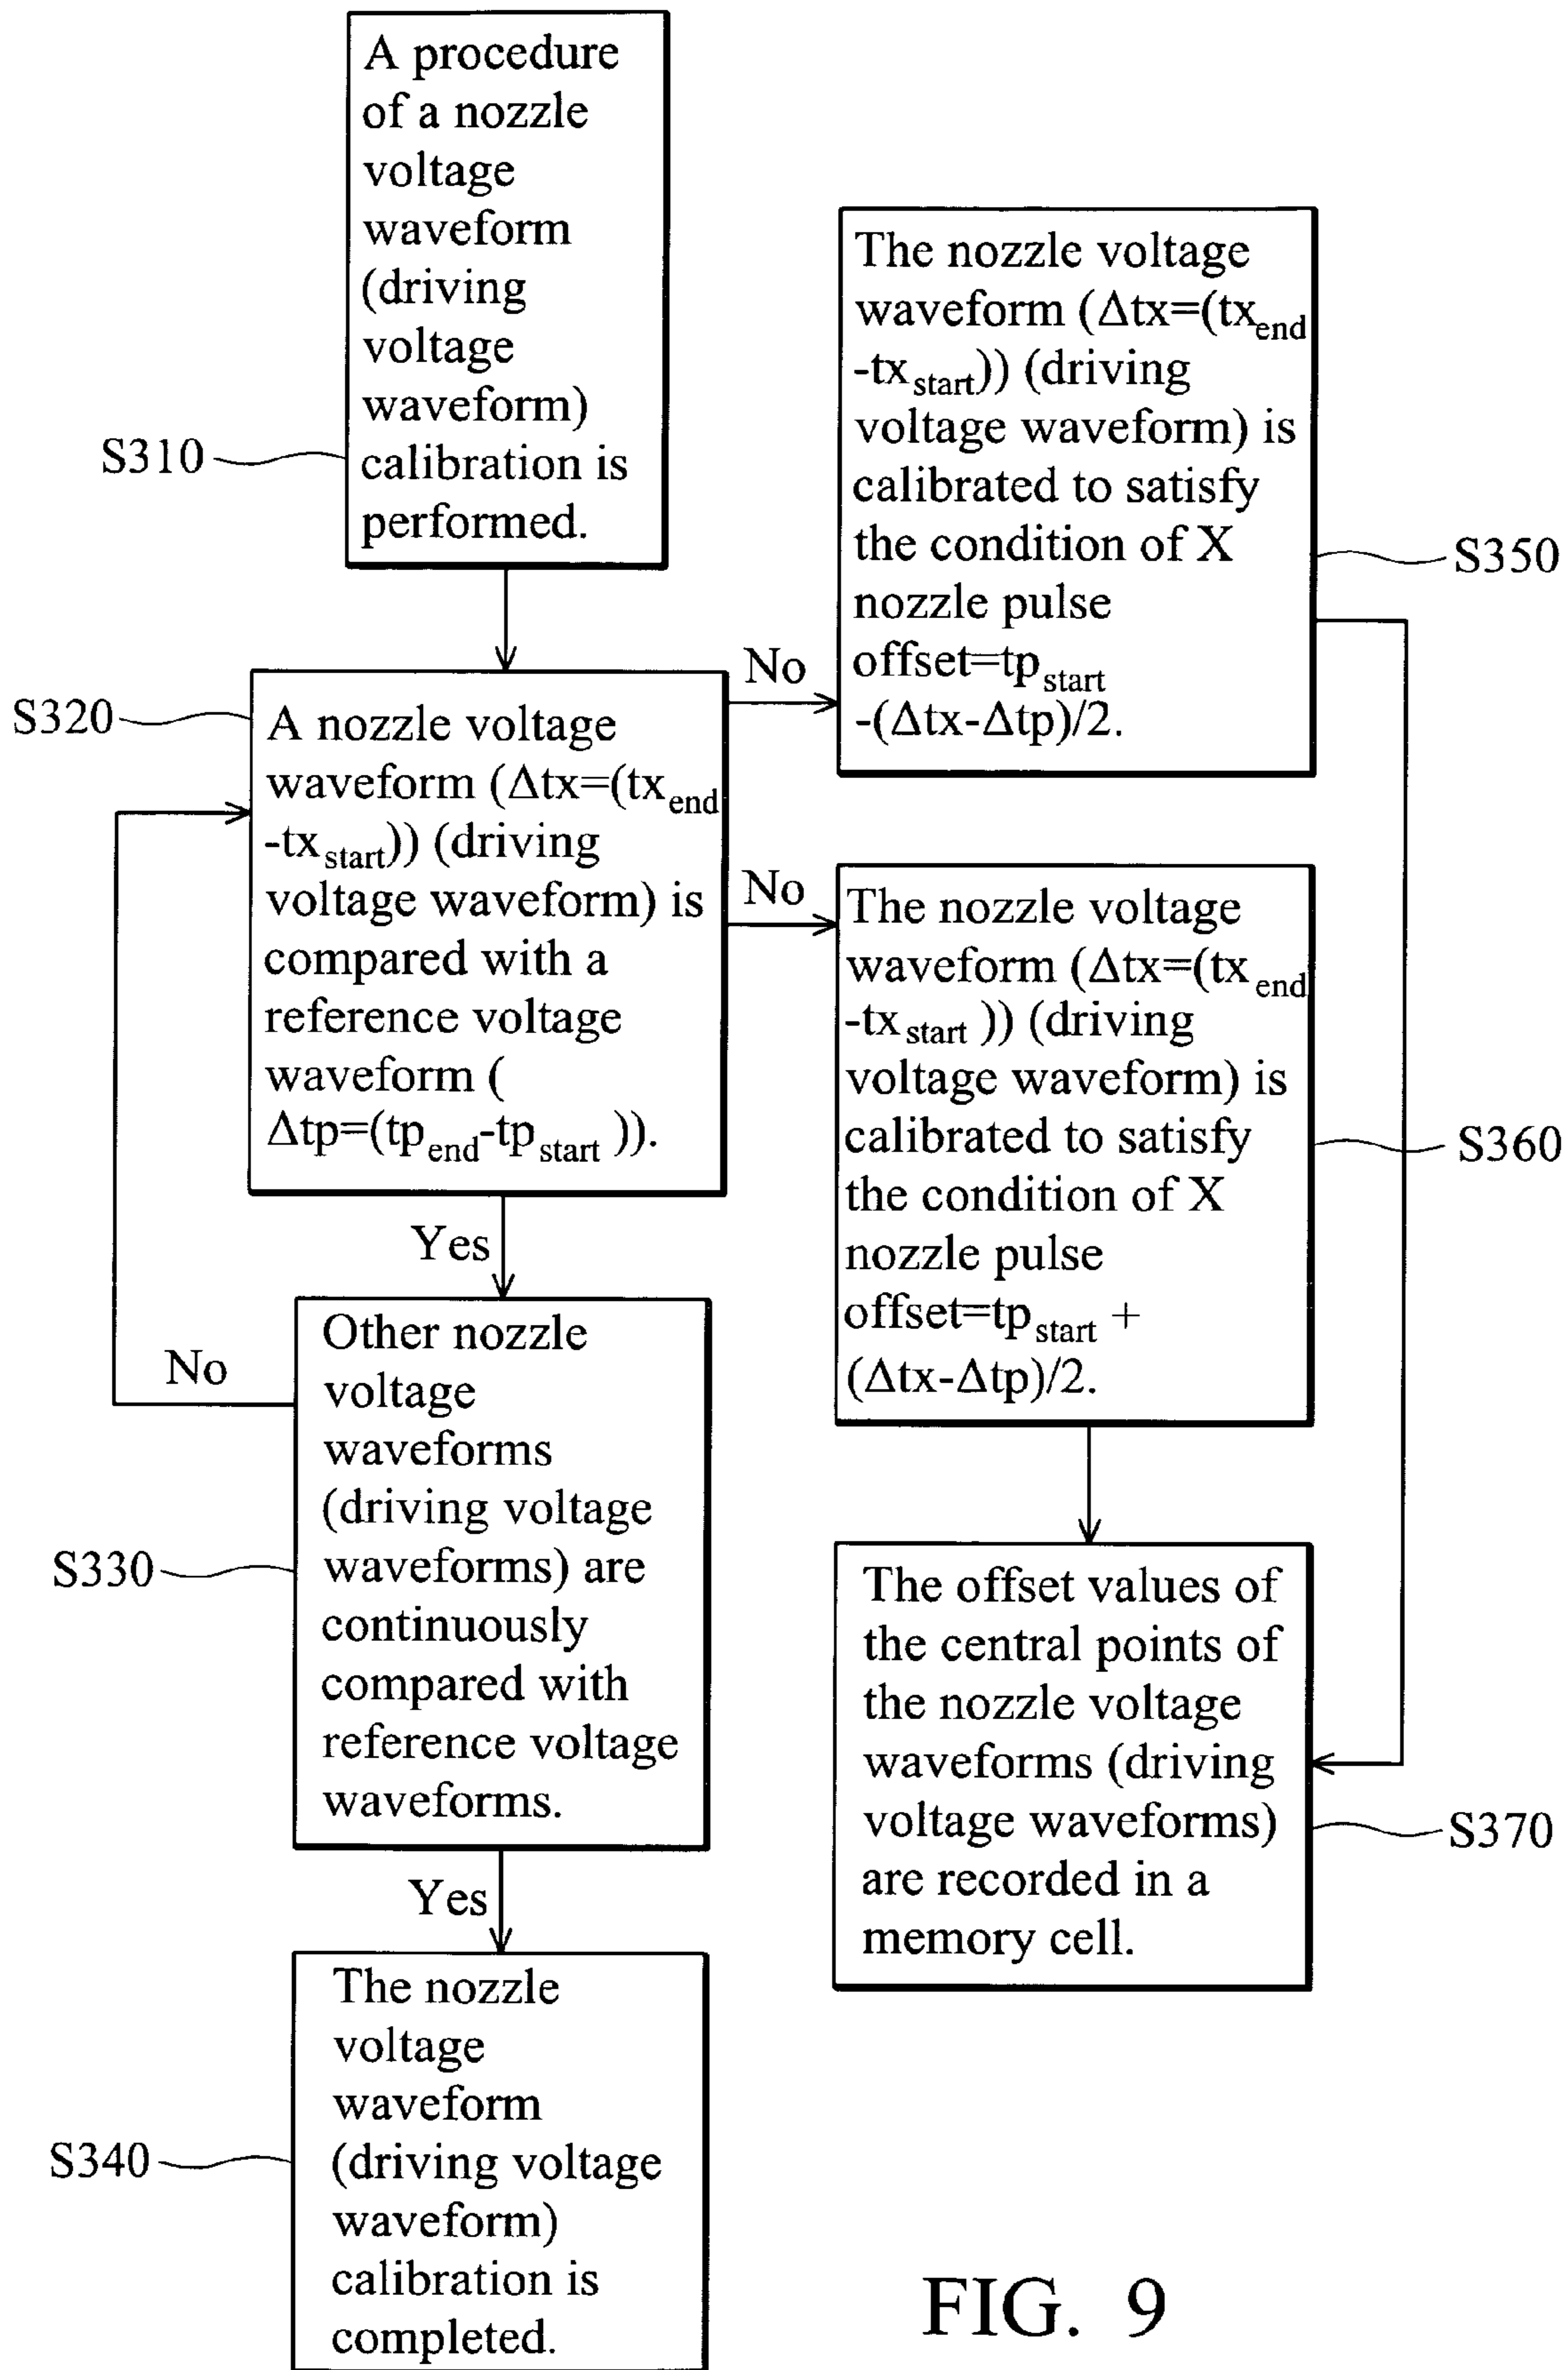 A procedure
of a nozzle
voltage
waveform
(driving
voltage
waveform)
calibration is
performed.
S310
S320
A nozzle voltage
waveform (Δtx=(tx_end
-tx_start)) (driving
voltage waveform) is
compared with a
reference voltage
waveform (
Δtp=(tp_end-tp_start )).
No
No
Yes
No
Other nozzle
voltage
waveforms
(driving voltage
waveforms) are
continuously
compared with
reference voltage
waveforms.
S330
Yes
The nozzle
voltage
waveform
(driving voltage
waveform)
calibration is
completed.
S340
The nozzle voltage
waveform (Δtx=(tx_end
-tx_start)) (driving
voltage waveform) is
calibrated to satisfy
the condition of X
nozzle pulse
offset=tp_start
-(Δtx-Δtp)/2.
S350
The nozzle voltage
waveform (Δtx=(tx_end
-tx_start )) (driving
voltage waveform) is
calibrated to satisfy
the condition of X
nozzle pulse
offset=tp_start +
(Δtx-Δtp)/2.
S360
The offset values of
the central points of
the nozzle voltage
waveforms (driving
voltage waveforms)
are recorded in a
memory cell.
S370
FIG. 9